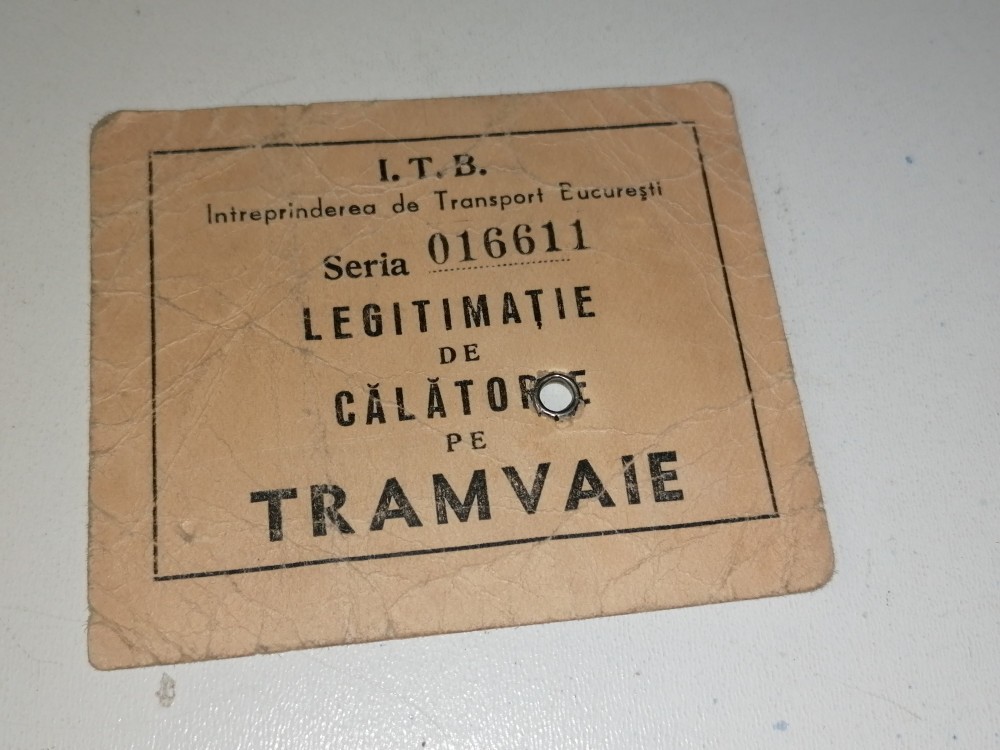 I. T. B.
Intreprinderea de Transport București
Seria 016611
LEGITIMAȚIE
DE
CĂLĂTORIE
PE
TRAMVAIE